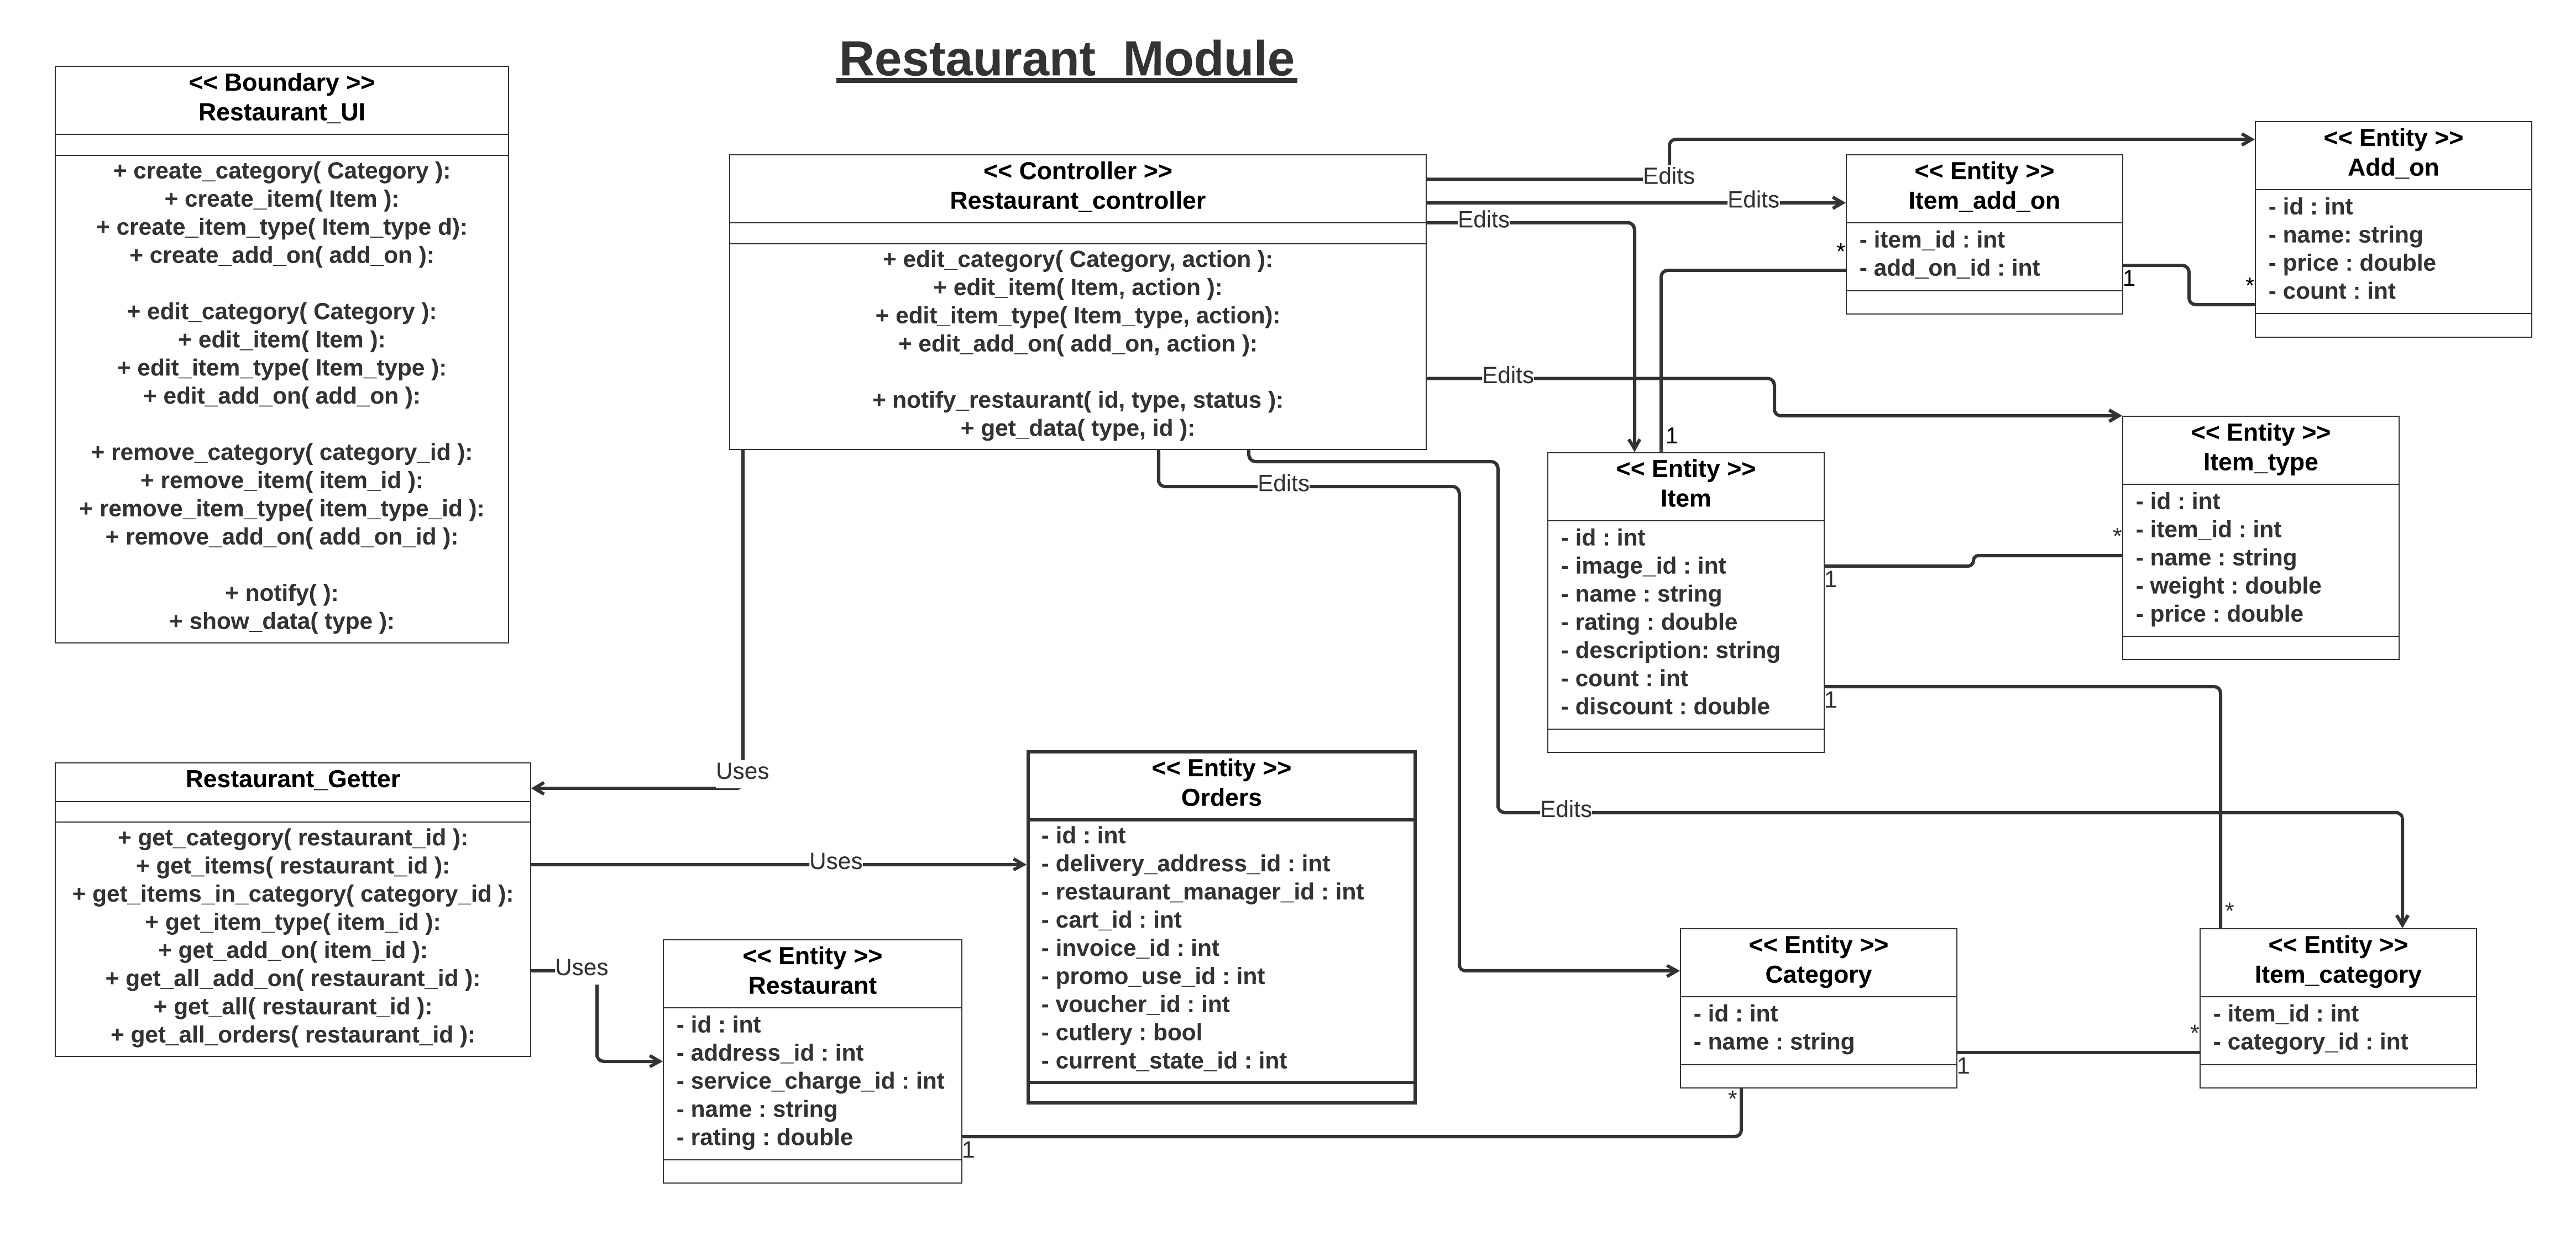 Restaurant Module
<< Boundary >>
Restaurant_UI
+ create_category( Category ):
+ create_item( Item ):
+ create_item_type( Item_type d):
+ create_add_on( add_on ):
+ edit_category( Category ):
+ edit_item( Item ):
+ edit_item_type( Item_type ):
+ edit_add_on( add_on ):
+ remove_category( category_id ):
+ remove_item( item_id ):
+ remove_item_type( item_type_id ):
+ remove_add_on( add_on_id ):
+ notify( ):
+ show_data( type ):
<< Controller >>
Restaurant_controller
+ edit_category( Category, action ):
+ edit_item( Item, action ):
+ edit_item_type( Item_type, action):
+ edit_add_on( add_on, action ):
+ notify_restaurant( id, type, status ):
+ get_data( type, id ):
Edits
Edits
Edits
Edits
Edits
Edits
<< Entity >>
Item_add_on
- item_id : int
- add_on_id : int
*
1
<< Entity >>
Add_on
- id : int
- name: string
- price : double
- count : int
*
1
<< Entity >>
Item
- id : int
- image_id : int
- name : string
- rating : double
- description: string
- count : int
- discount : double
1
1
<< Entity >>
Item_type
- id : int
- item_id : int
- name : string
- weight : double
- price : double
*
Uses
Restaurant_Getter
+ get_category( restaurant_id ):
+ get_items( restaurant_id ):
+ get_items_in_category( category_id ):
+ get_item_type( item_id ):
+ get_add_on( item_id ):
+ get_all_add_on( restaurant_id ):
+ get_all( restaurant_id ):
+ get_all_orders( restaurant_id ):
Uses
Uses
<< Entity >>
Orders
- id : int
- delivery_address_id : int
- restaurant_manager_id : int
- cart_id : int
- invoice_id : int
- promo_use_id : int
- voucher_id : int
- cutlery : bool
- current_state_id : int
<< Entity >>
Restaurant
- id : int
- address_id : int
- service_charge_id : int
- name : string
- rating : double
1
<< Entity >>
Category
- id : int
- name : string
*
1
<< Entity >>
Item_category
- item_id : int
- category_id : int
*
*